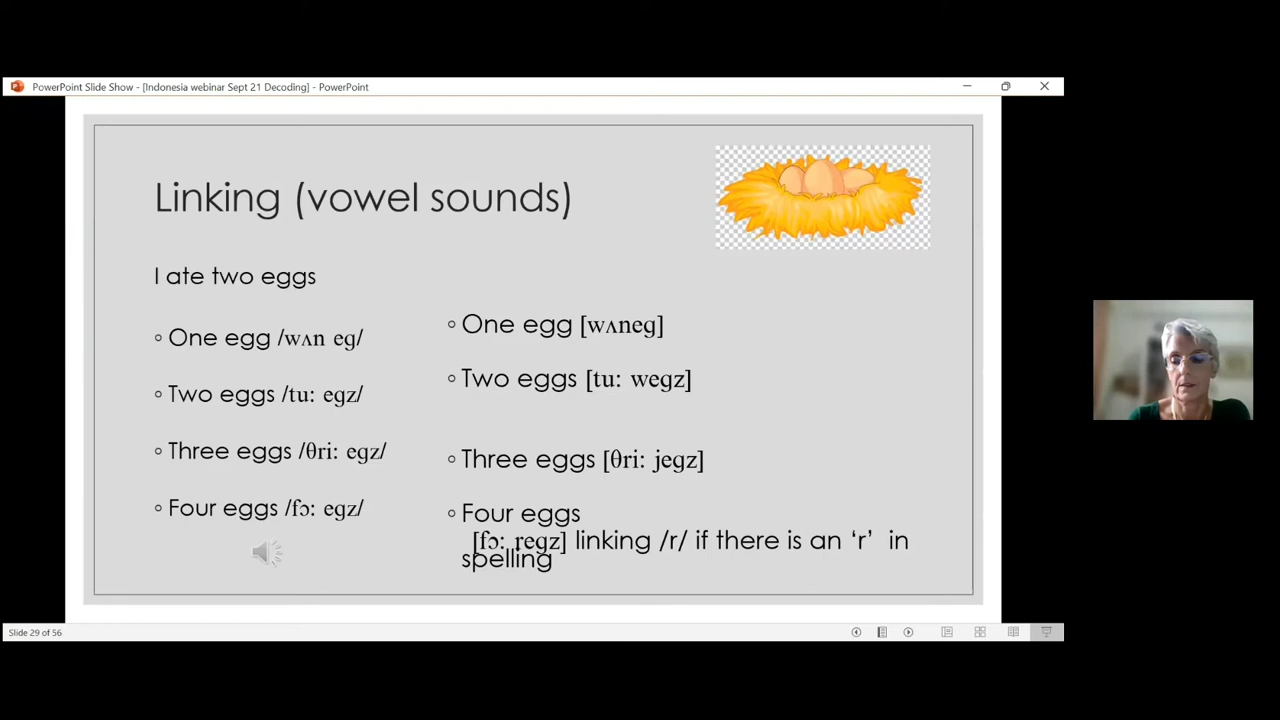 PowerPoint Slide Show - [Indonesia webinar Sept 21 Decoding] - PowerPoint
Linking (vowel sounds)
I ate two eggs
◦ One egg /wʌn eg/
◦ Two eggs /tu: egz/
◦ Three eggs /θri: egz/
◦ Four eggs /fɔ: egz/
◦ One egg [wʌneg]
◦ Two eggs [tu: wegz]
◦ Three eggs [θri: jegz]
◦ Four eggs
[fɔ: regz] linking /r/ if there is an ‘r’ in
spelling
Slide 29 of 56